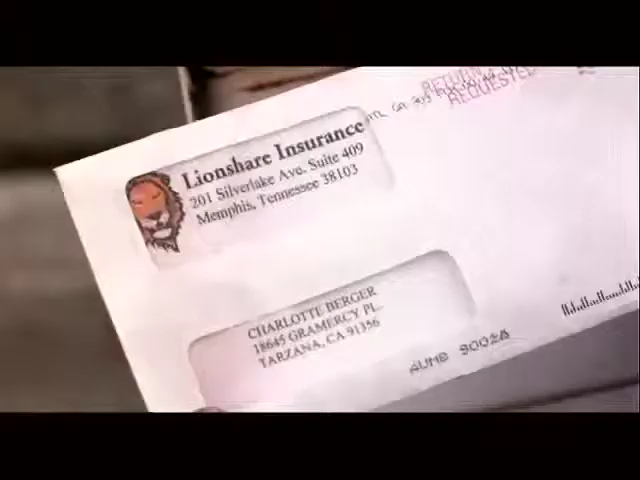 RETURN
REQUESTED
Lionshare Insurance
201 Silverlake Ave. Suite 409
Memphis, Tennessee 38103
CHARLOTTE BERGER
18645 GRAMERCY PL.
TARZANA, CA 91356
AUMB 90028